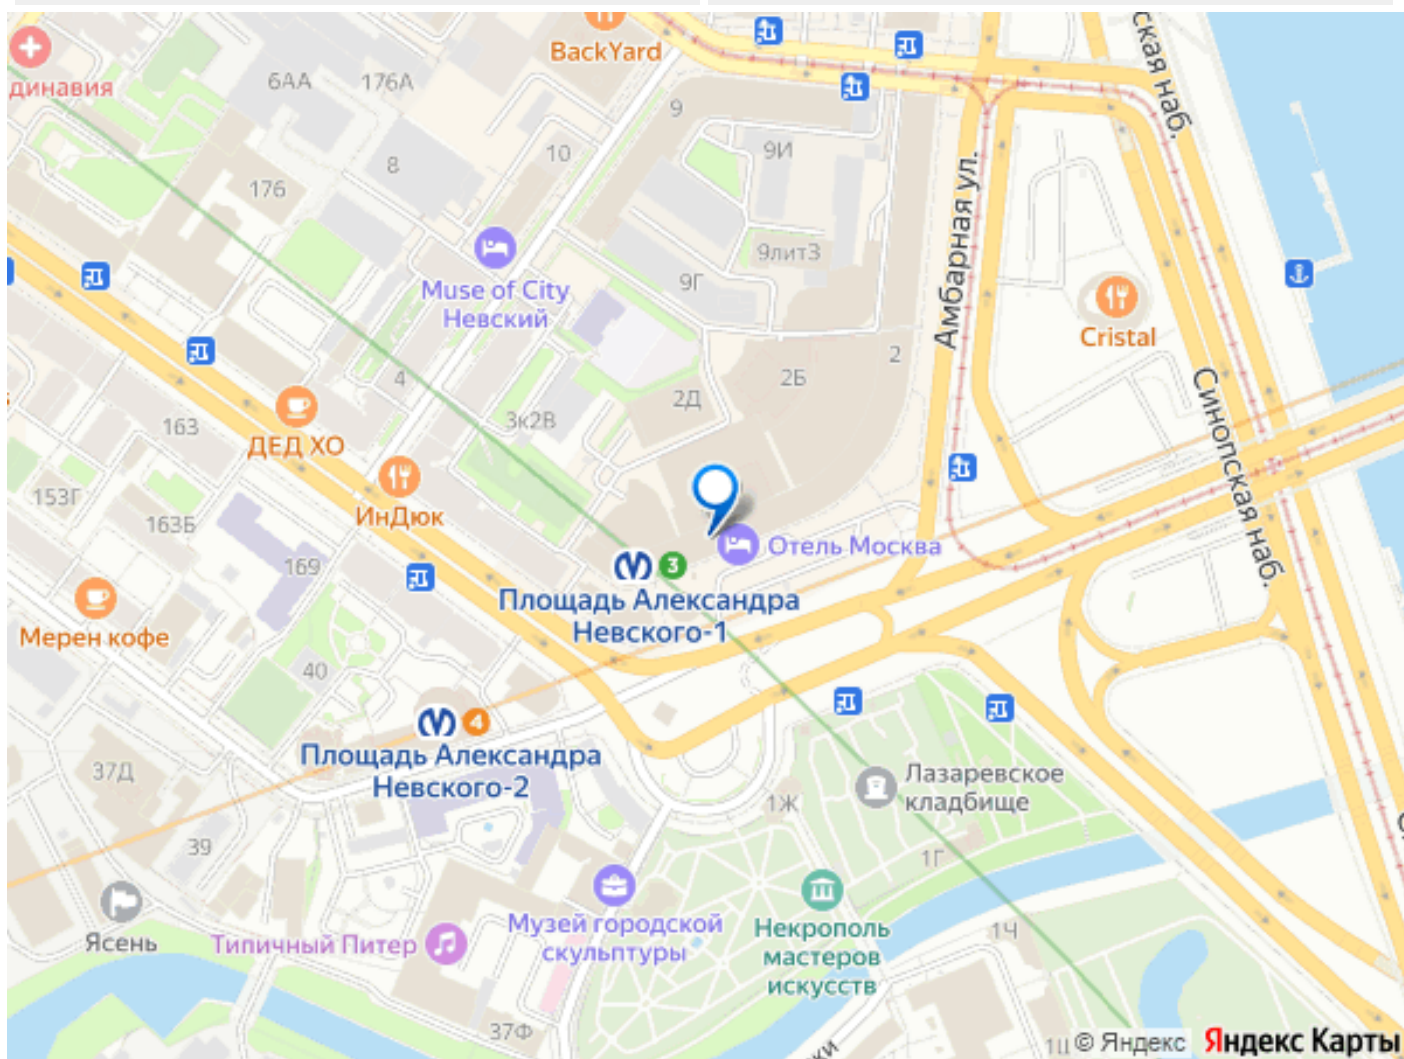 ская наб.
BackYard
динавия
6АА
176А
9
10
9И
8
176
Амбарная ул.
9лит3
9Г
Muse of City
Невский
Cristal
2
2Б
4
2Д
Синопская наб.
3к2В
163
ДЕД ХО
153Г
ИнДюк
163Б
Отель Москва
169
3
Площадь Александра
Невского-1
Мерен кофе
40
4
Площадь Александра
Невского-2
37Д
Лазаревское
кладбище
1Ж
39
1Г
Музей городской
скульптуры
Некрополь
мастеров
искусств
Ясень
Типичный Питер
1Ч
37Ф
1Ц
© Яндекс Яндекс Карты